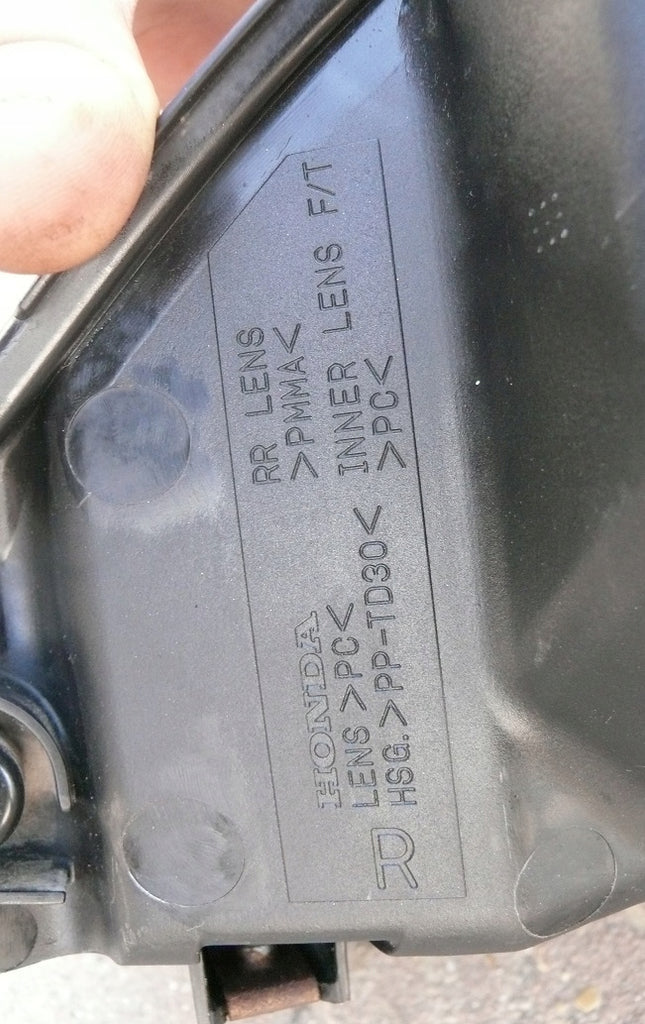 HONDA
LENS >PC<
HSG. >PP-TD30<
R
RR LENS
>PMMA<
INNER LENS F/T
>PC<